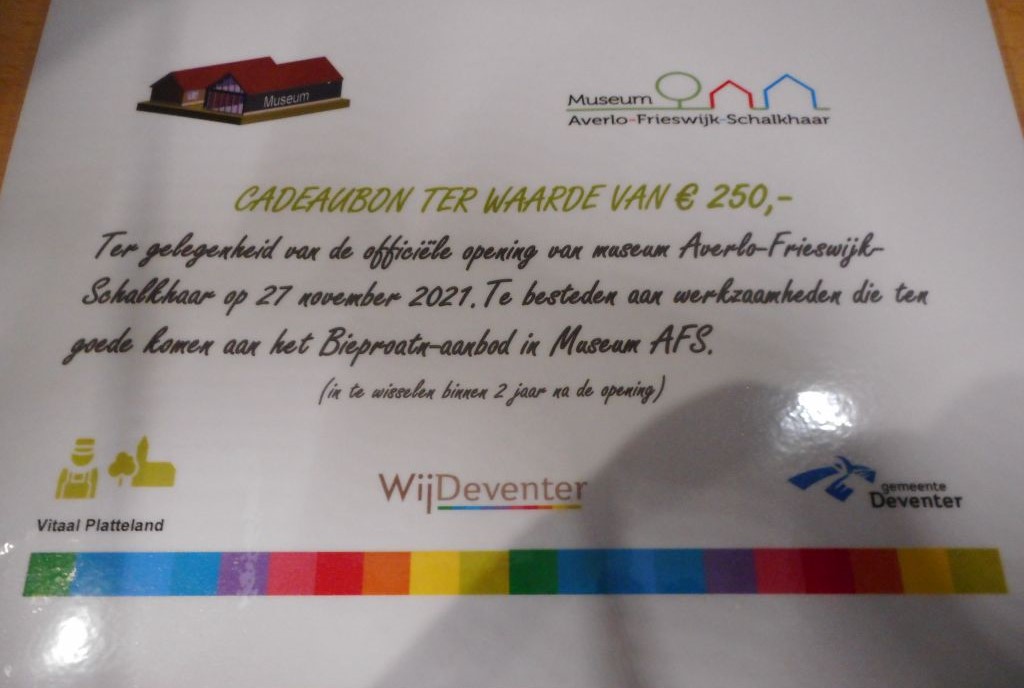 Museum
Museum
Averlo-Frieswijk-Schalkhaar
CADEAUBON TER WAARDE VAN € 250,-
Ter gelegenheid van de officiële opening van museum Averlo-Frieswijk-
Schalkhaar op 27 november 2021. Te besteden aan werkzaamheden die ten
goede komen aan het Bieproatn-aanbod in Museum AFS.
(in te wisselen binnen 2 jaar na de opening)
Vitaal Platteland
WijDeventer
gemeente
Deventer